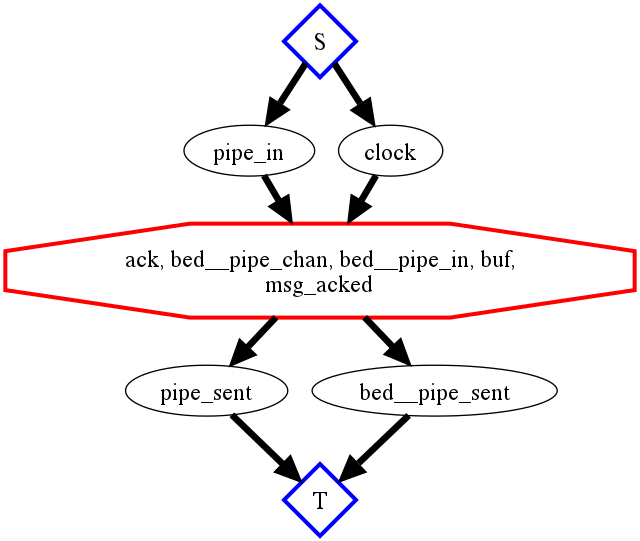 S
pipe_in
clock
ack, bed__pipe_chan, bed__pipe_in, buf,
msg_acked
pipe_sent
bed__pipe_sent
T